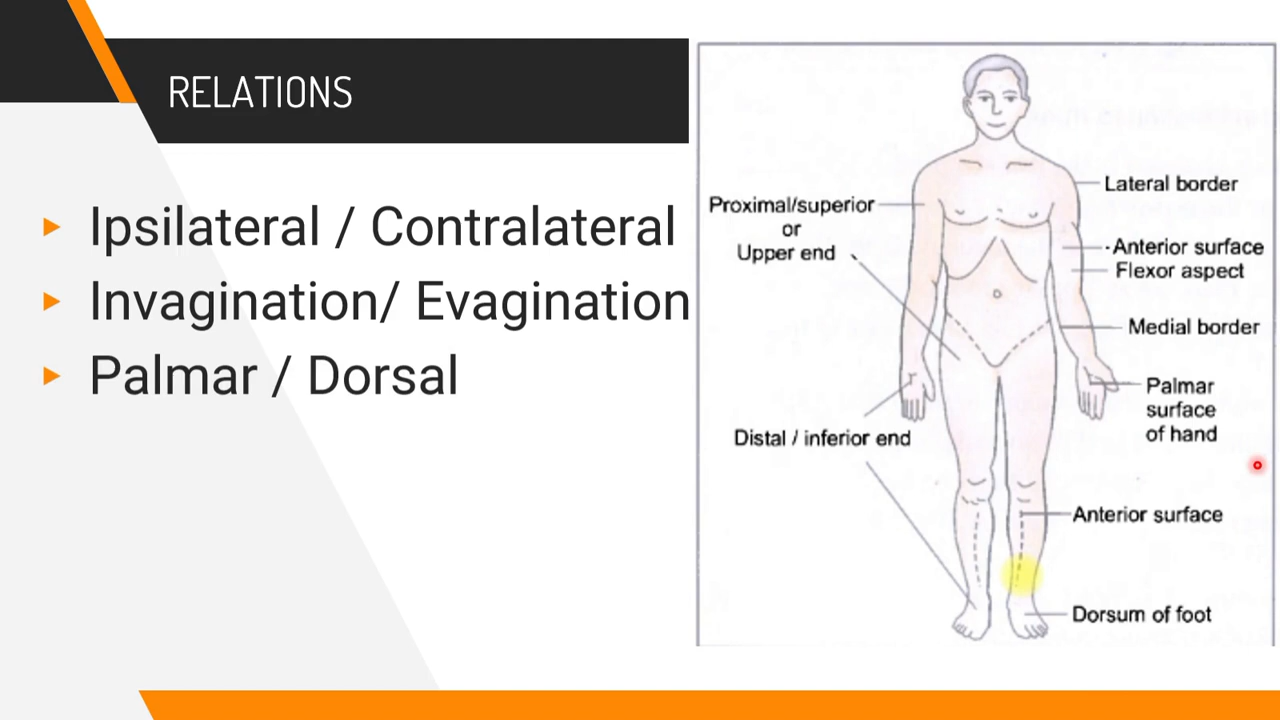 RELATIONS
Ipsilateral / Contralateral
Invagination/ Evagination
Palmar / Dorsal
Proximal/superior
or
Upper end
Distal / inferior end
Lateral border
Anterior surface
Flexor aspect
Medial border
Palmar
surface
of hand
Anterior surface
Dorsum of foot